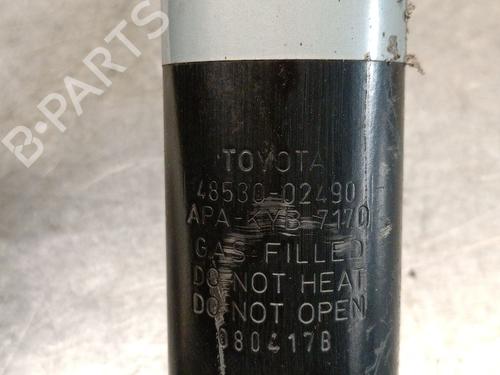 B-PARTS
TOYOTA
48530-02490
APA-KYB-7170
GAS FILLED
DO NOT HEAT
DO NOT OPEN
080417B